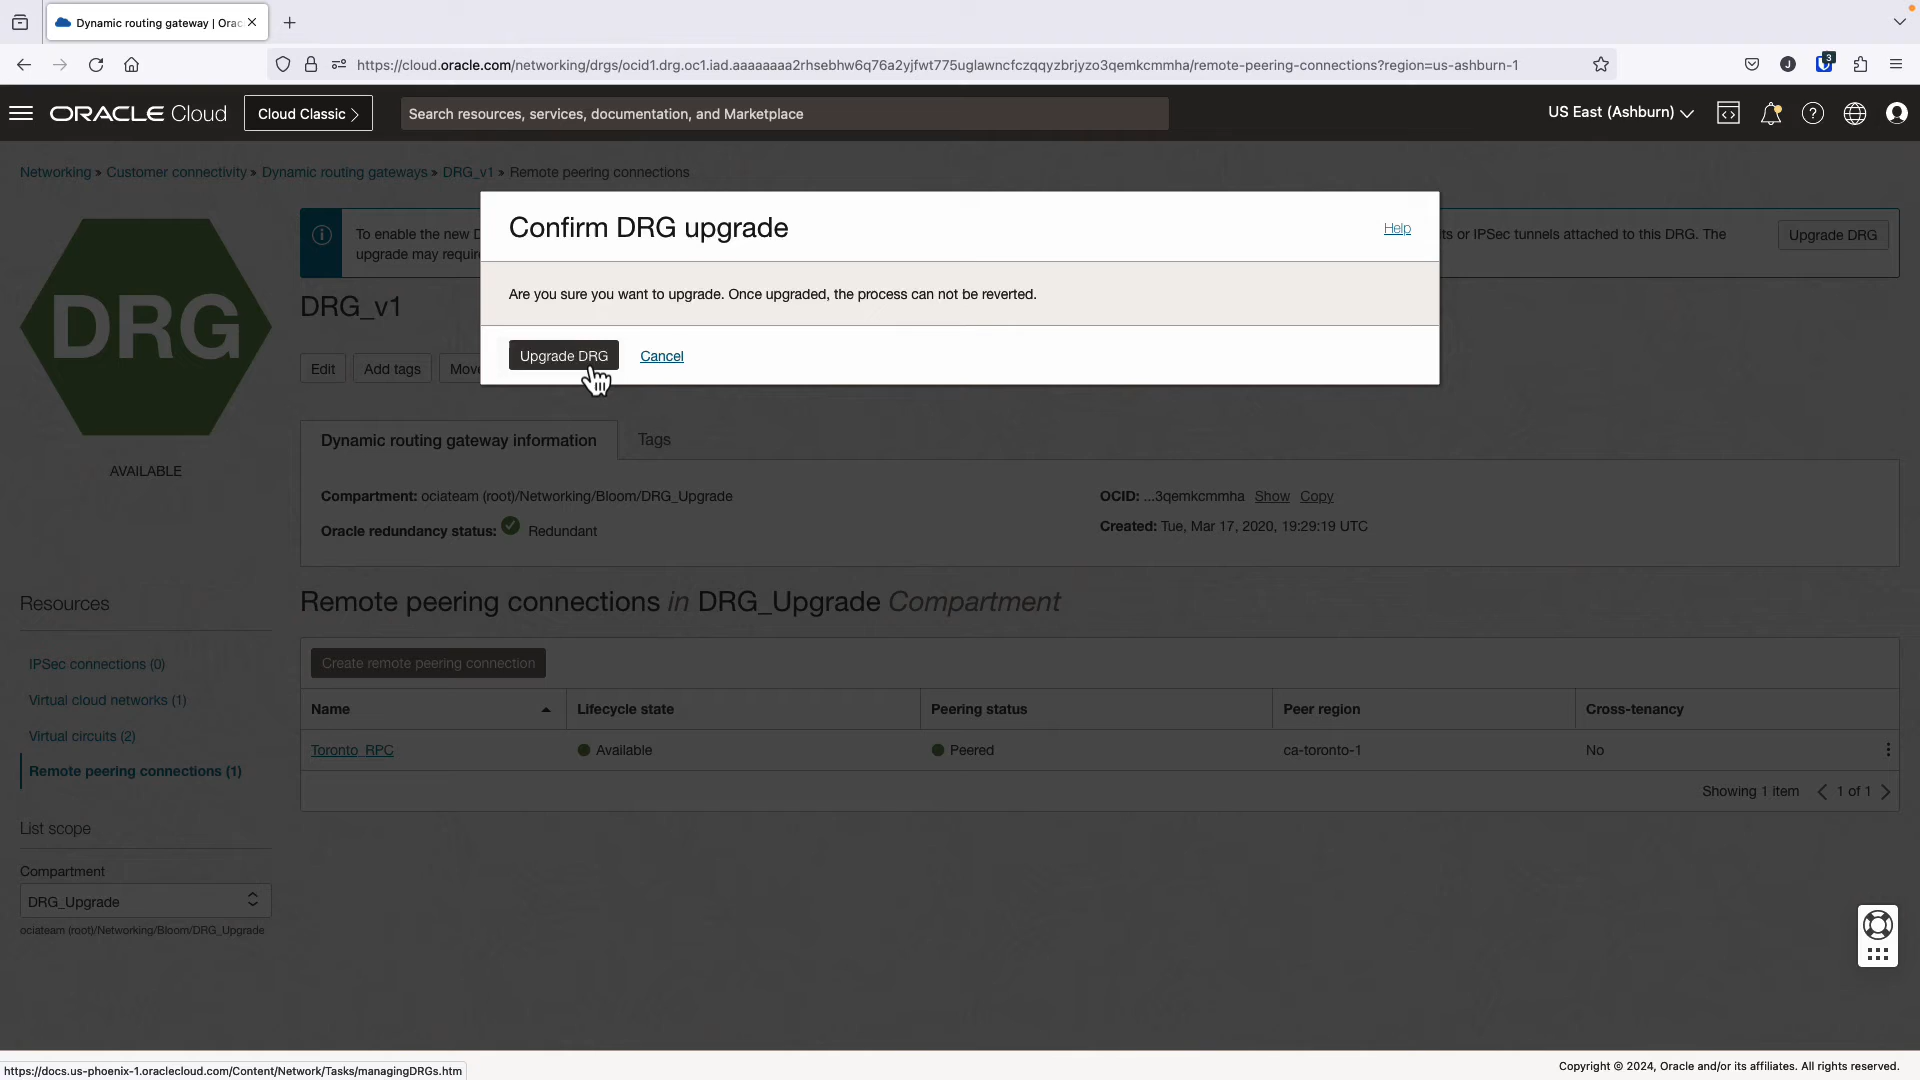 Dynamic routing gateway | Orac
https://cloud.oracle.com/networking/drgs/ocid1.drg.oc1.iad.aaaaaaaa2rhsebhw6q76a2yjfwt775uglawncfczqqyzbrjyzo3qemkcmmha/remote-peering-connections?region=us-ashburn-1
J
3
ORACLE Cloud
Cloud Classic >
Search resources, services, documentation, and Marketplace
US East (Ashburn)
Networking » Customer connectivity » Dynamic routing gateways » DRG_v1 » Remote peering connections
Confirm DRG upgrade
Help
Are you sure you want to upgrade. Once upgraded, the process can not be reverted.
Upgrade DRG
Cancel
To enable the new D
ts or IPSec tunnels attached to this DRG. The
upgrade may requir
Upgrade DRG
DRG
AVAILABLE
DRG_v1
Edit
Add tags
Move
Dynamic routing gateway information
Tags
Compartment: ociateam (root)/Networking/Bloom/DRG_Upgrade
Oracle redundancy status: Redundant
OCID: ...3qemkcmmha Show Copy
Created: Tue, Mar 17, 2020, 19:29:19 UTC
Resources
IPSec connections (0)
Virtual cloud networks (1)
Virtual circuits (2)
Remote peering connections (1)
List scope
Compartment
DRG_Upgrade
ociateam (root)/Networking/Bloom/DRG_Upgrade
Remote peering connections in DRG_Upgrade Compartment
Create remote peering connection
Name
Lifecycle state
Peering status
Peer region
Cross-tenancy
Toronto_RPC
Available
Peered
ca-toronto-1
No
Showing 1 item
1 of 1
https://docs.us-phoenix-1.oraclecloud.com/Content/Network/Tasks/managingDRGs.htm
Copyright © 2024, Oracle and/or its affiliates. All rights reserved.